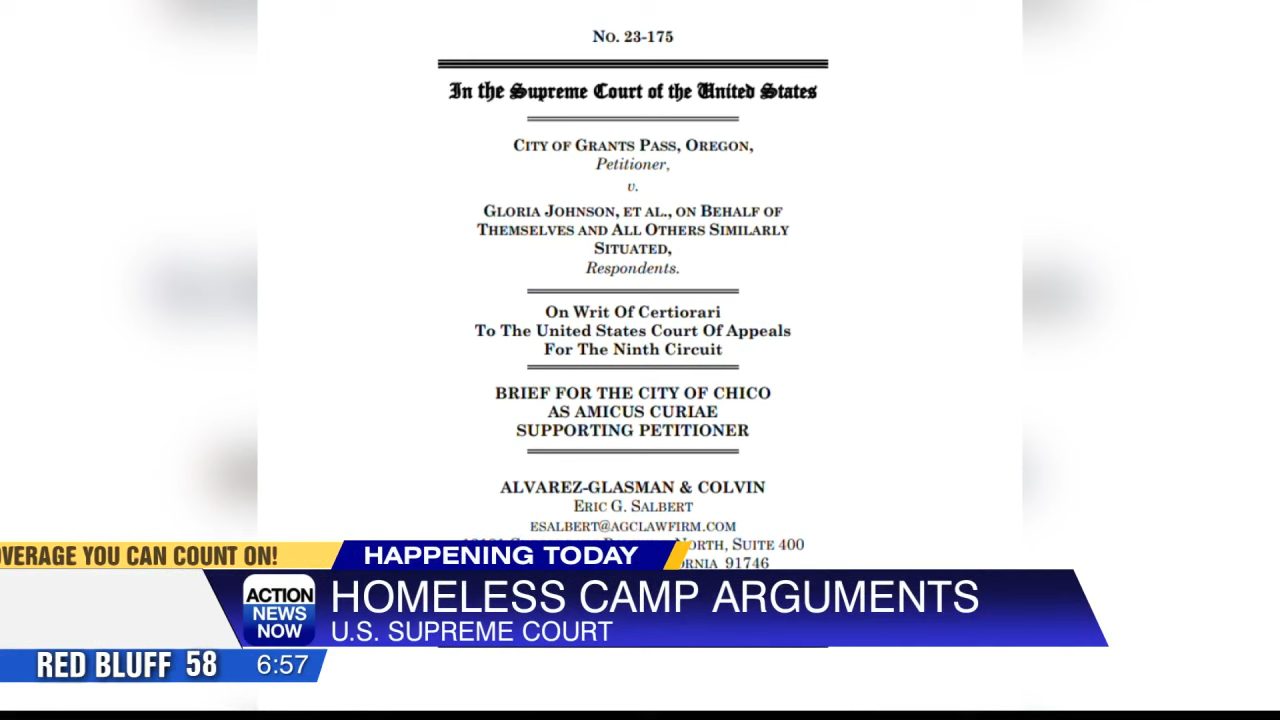 No. 23-175
In the Supreme Court of the United States
CITY OF GRANTS PASS, OREGON,
Petitioner,
v.
GLORIA JOHNSON, ET AL., ON BEHALF OF
THEMSELVES AND ALL OTHERS SIMILARLY
SITUATED,
Respondents.
On Writ Of Certiorari
To The United States Court Of Appeals
For The Ninth Circuit
BRIEF FOR THE CITY OF CHICO
AS AMICUS CURIAE
SUPPORTING PETITIONER
ALVAREZ-GLASMAN & COLVIN
ERIC G. SALBERT
ESALBERT@AGCLAWFIRM.COM
NORTH, SUITE 400
91746
OVERAGE YOU CAN COUNT ON!
HAPPENING TODAY
ACTION
NEWS
NOW
HOMELESS CAMP ARGUMENTS
U.S. SUPREME COURT
RED BLUFF 58
6:57